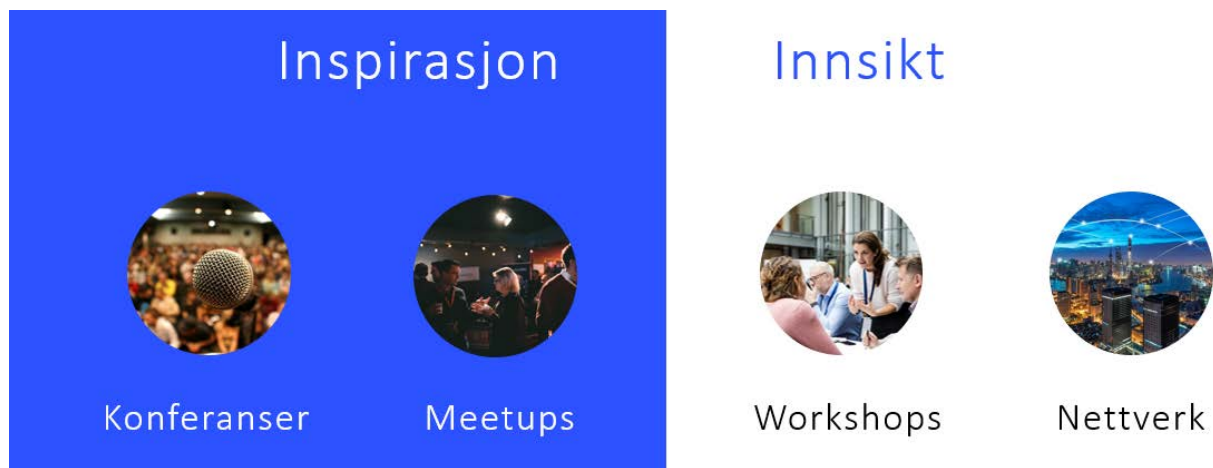 Inspirasjon
Innsikt
Konferanser
Meetups
Workshops
Nettverk